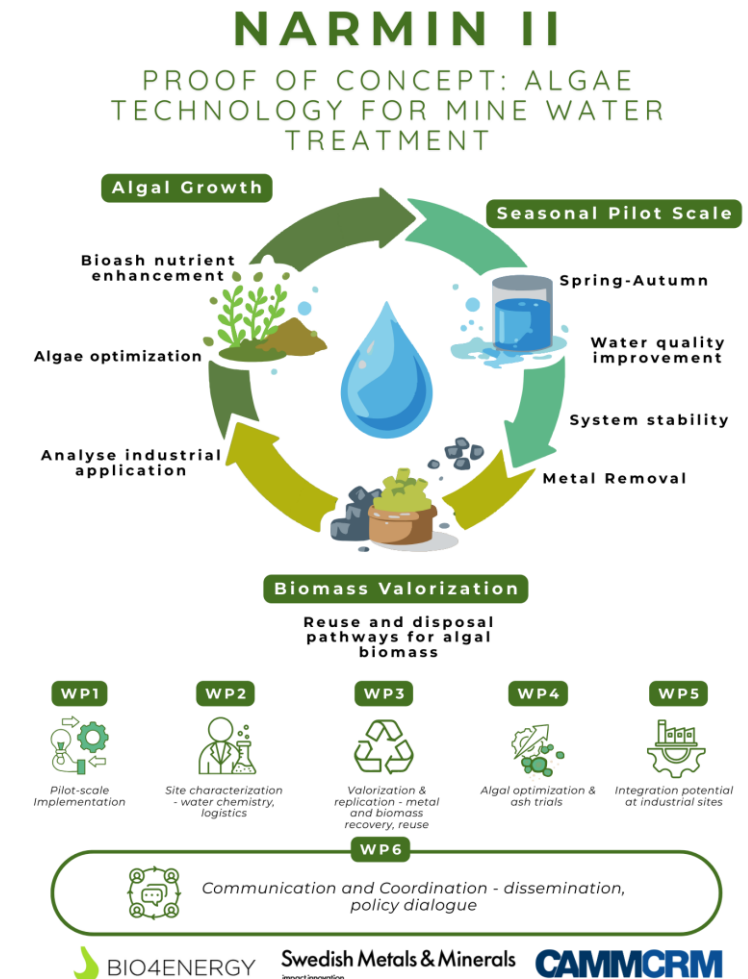 NARMIN II
PROOF OF CONCEPT: ALGAE
TECHNOLOGY FOR MINE WATER
TREATMENT
Algal Growth
Seasonal Pilot Scale
Bioash nutrient
enhancement
Spring-Autumn
Algae optimization
Water quality
improvement
System stability
Analyse industrial
application
Metal Removal
Biomass Valorization
Reuse and disposal
pathways for algal
biomass
WP1
Pilot-scale
Implementation
WP2
Site characterization
- water chemistry,
logistics
WP3
Valorization &
replication - metal
and biomass
recovery, reuse
WP4
Algal optimization &
ash trials
WP5
Integration potential
at industrial sites
WP6
Communication and Coordination - dissemination,
policy dialogue
BIO4ENERGY
Swedish Metals & Minerals
impact innovation
CAMMCRM